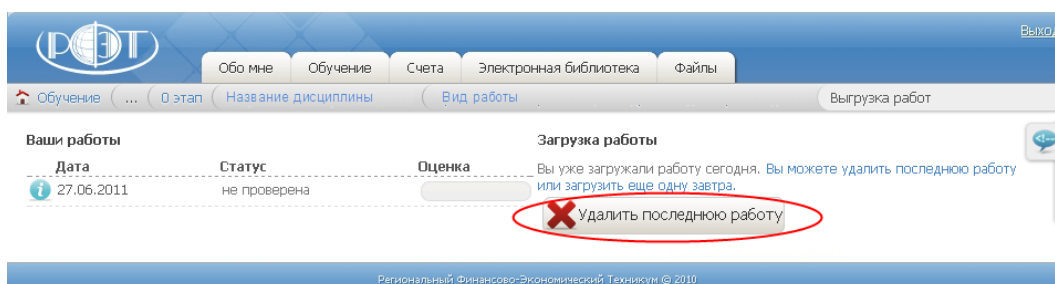 Выход
РФЭТ
Обо мне Обучение Счета Электронная библиотека Файлы
Обучение ... 0 этап Название дисциплины Вид работы Выгрузка работ
Ваши работы
Дата Статус Оценка
27.06.2011 не проверена
Загрузка работы
Вы уже загружали работу сегодня. Вы можете удалить последнюю работу
или загрузить еще одну завтра.
Удалить последнюю работу
Региональный Финансово-Экономический Техникум © 2010